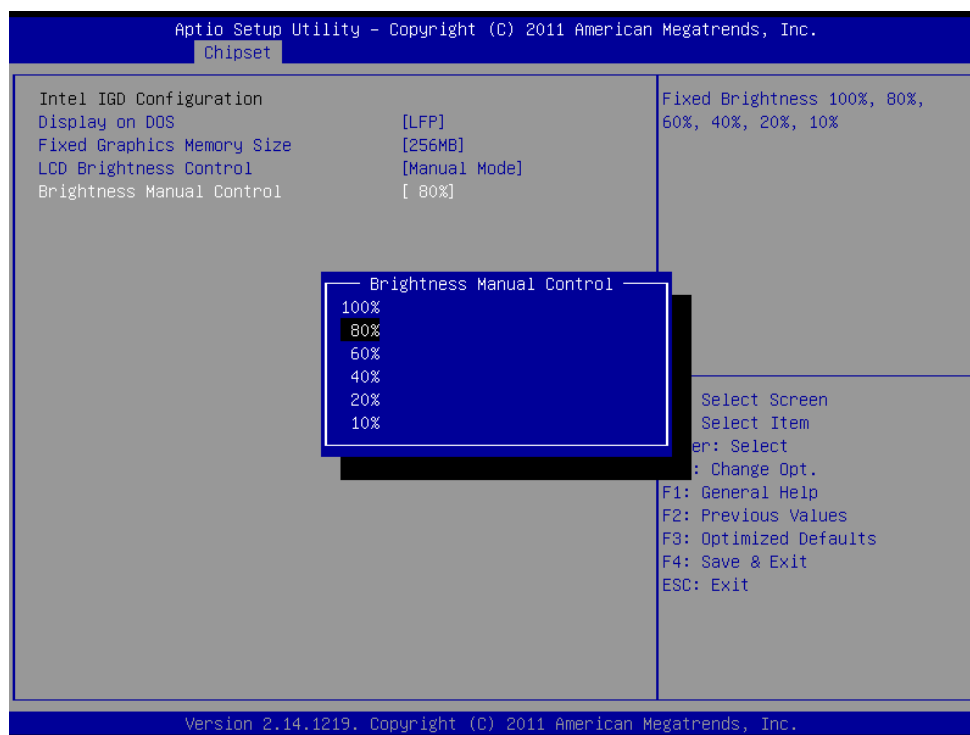 Aptio Setup Utility – Copyright (C) 2011 American Megatrends, Inc.
Chipset
Intel IGD Configuration
Display on DOS [LFP]
Fixed Graphics Memory Size [256MB]
LCD Brightness Control [Manual Mode]
Brightness Manual Control [ 80%]
Fixed Brightness 100%, 80%,
60%, 40%, 20%, 10%
Brightness Manual Control
100%
80%
60%
40%
20%
10%
Select Screen
Select Item
er: Select
: Change Opt.
F1: General Help
F2: Previous Values
F3: Optimized Defaults
F4: Save & Exit
ESC: Exit
Version 2.14.1219. Copyright (C) 2011 American Megatrends, Inc.